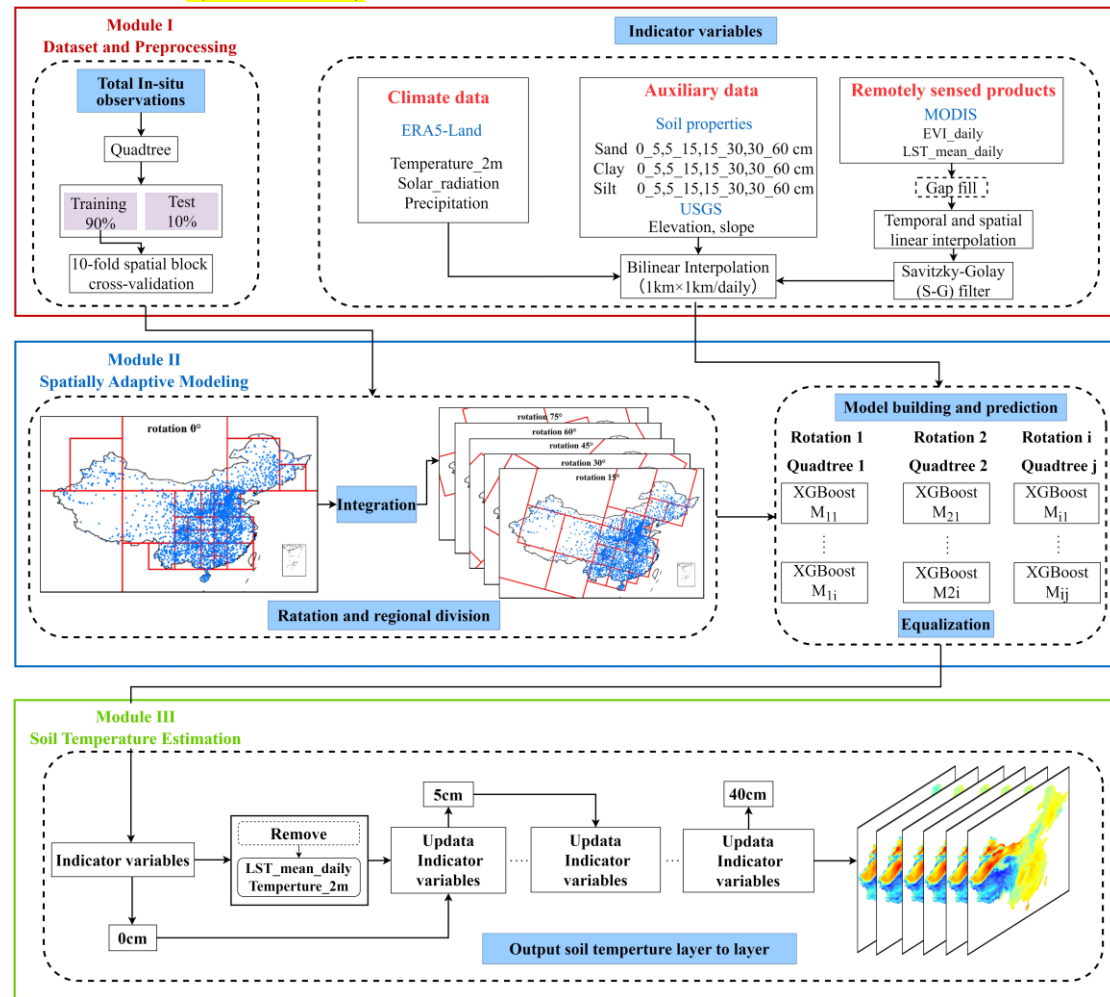 Module I
Dataset and Preprocessing
Total In-situ
observations
Quadtree
Training
90%
Test
10%
10-fold spatial block
cross-validation
Indicator variables
Climate data
ERA5-Land
Temperature_2m
Solar_radiation
Precipitation
Auxiliary data
Soil properties
Sand 0_5,5_15,15_30,30_60 cm
Clay 0_5,5_15,15_30,30_60 cm
Silt 0_5,5_15,15_30,30_60 cm
USGS
Elevation, slope
Remotely sensed products
MODIS
EVI_daily
LST_mean_daily
Gap fill
Temporal and spatial
linear interpolation
Savitzky-Golay
(S-G) filter
Bilinear Interpolation
(1km×1km/daily)
Module II
Spatially Adaptive Modeling
rotation 0°
Integration
rotation 75°
rotation 60°
rotation 45°
rotation 30°
rotation 15°
Ratation and regional division
Model building and prediction
Rotation 1 Rotation 2 Rotation i
Quadtree 1 Quadtree 2 Quadtree j
XGBoost
M11
XGBoost
M21
XGBoost
Mi1
⋮ ⋮ ⋮
XGBoost
M1i
XGBoost
M2i
XGBoost
Mij
Equalization
Module III
Soil Temperature Estimation
Indicator variables
0cm
Remove
LST_mean_daily
Temperture_2m
5cm
Updata
Indicator
variables
....
Updata
Indicator
variables
...
40cm
Updata
Indicator
variables
Output soil temperture layer to layer